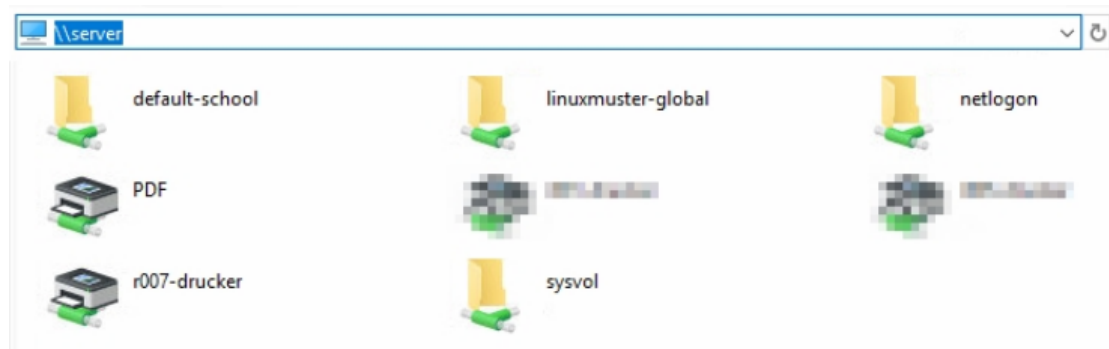 \\server
default-school
linuxmuster-global
netlogon
PDF
r007-drucker
sysvol